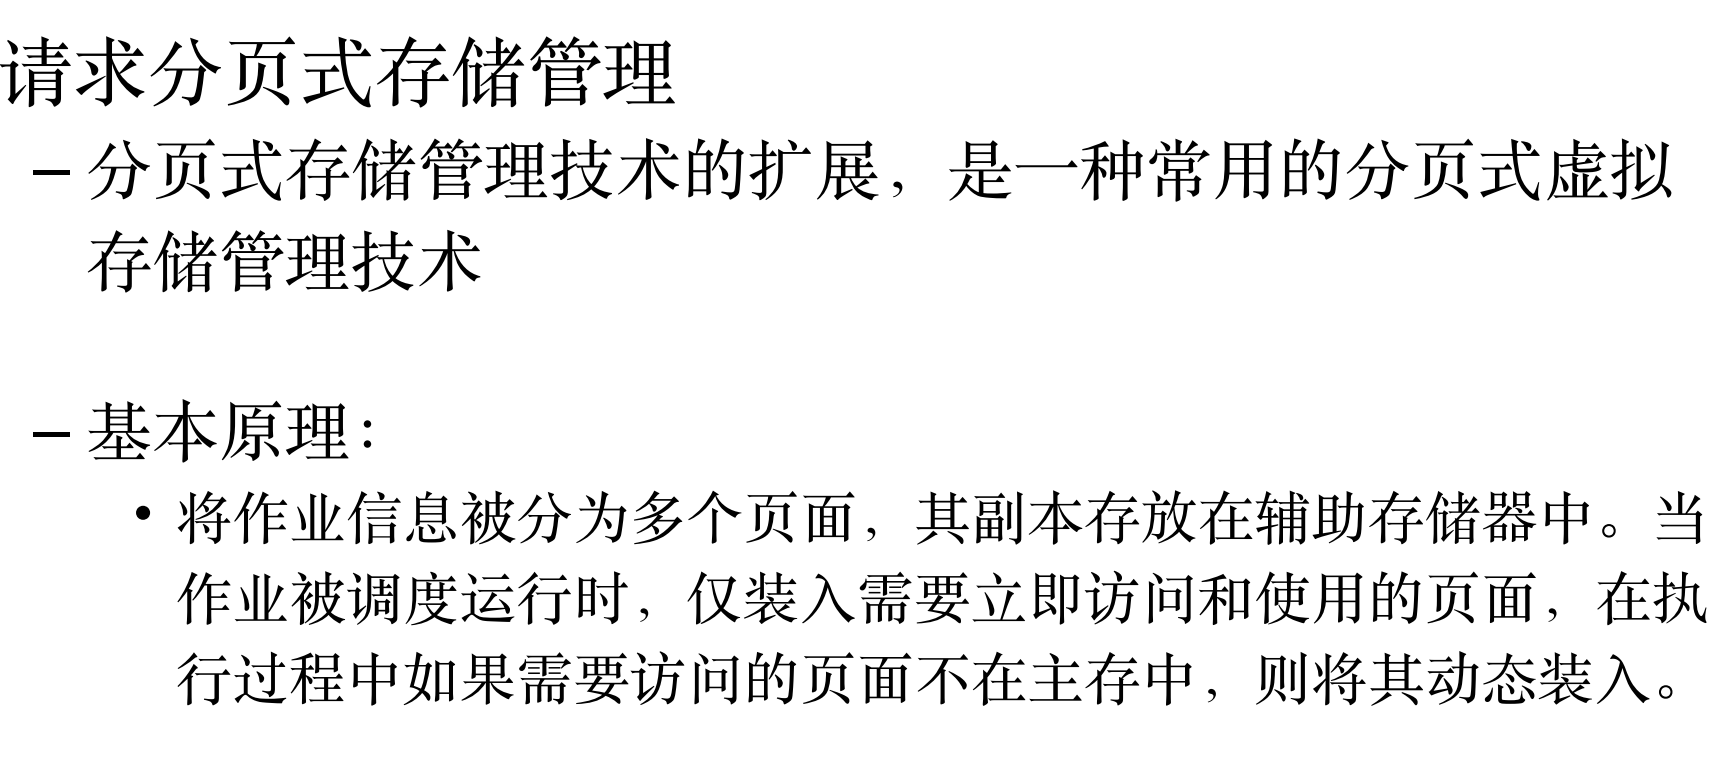 请求分页式存储管理
– 分页式存储管理技术的扩展，是一种常用的分页式虚拟
存储管理技术
– 基本原理：
• 将作业信息被分为多个页面，其副本存放在辅助存储器中。当
作业被调度运行时，仅装入需要立即访问和使用的页面，在执
行过程中如果需要访问的页面不在主存中，则将其动态装入。